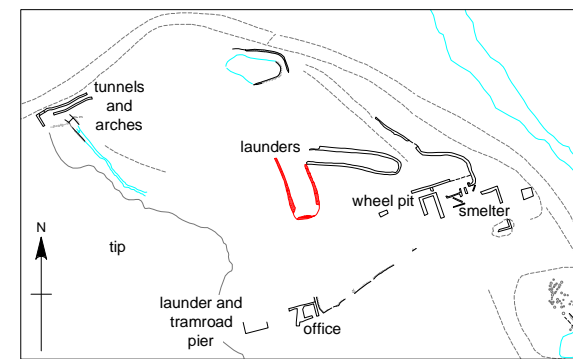 tunnels
and
arches
launders
wheel pit
smelter
N
tip
launder and
tramroad
pier
office